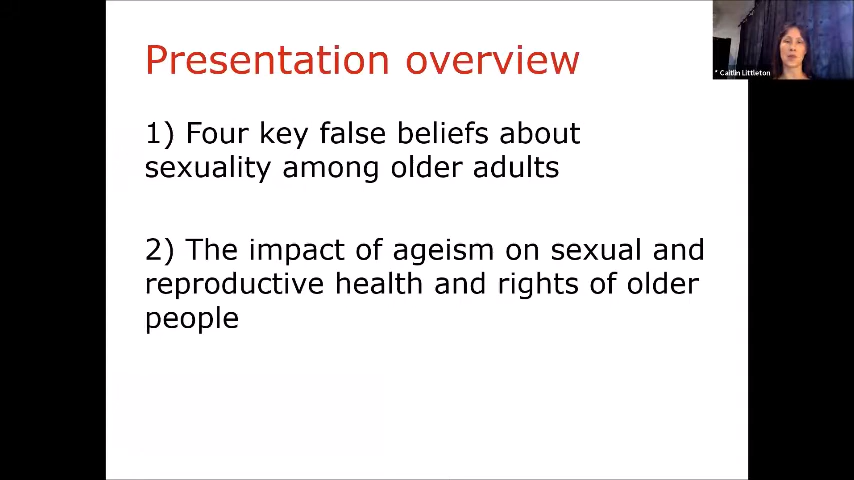 Presentation overview
* Caitlin Littleton
1) Four key false beliefs about
sexuality among older adults
2) The impact of ageism on sexual and
reproductive health and rights of older
people